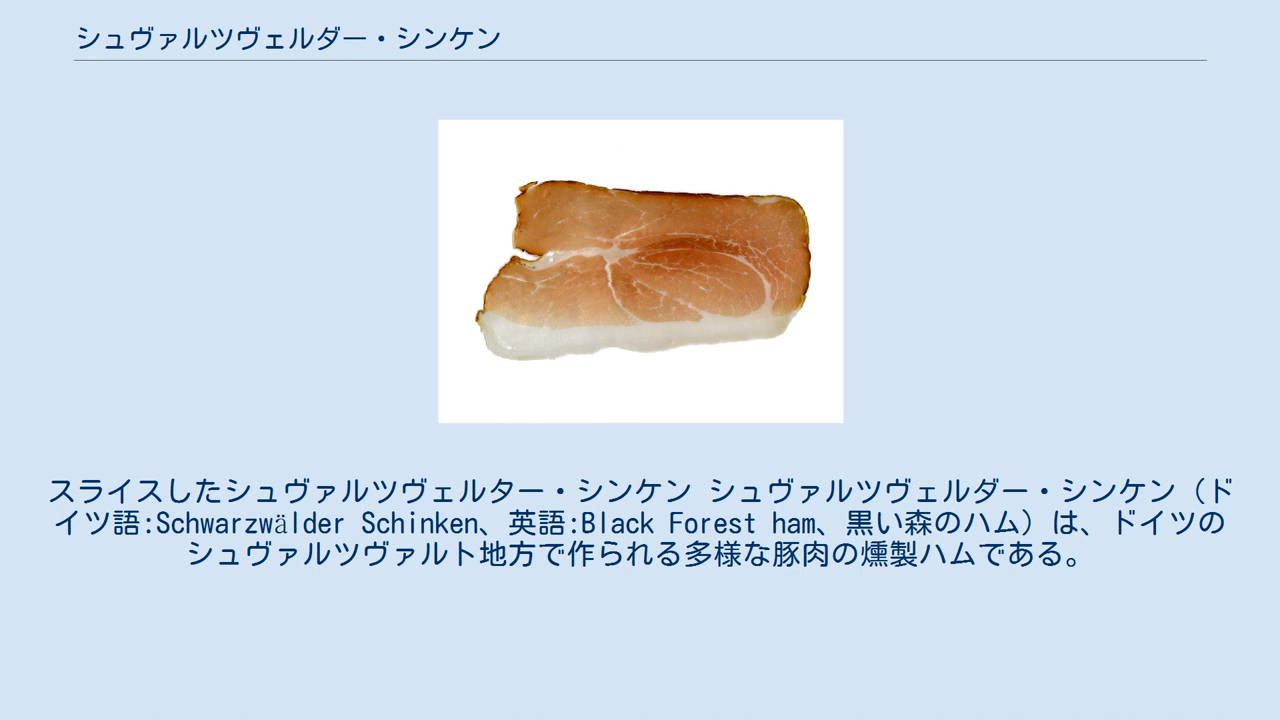 シュヴァルツヴェルダー・シンケン
スライスしたシュヴァルツヴェルター・シンケン シュヴァルツヴェルダー・シンケン（ド
イツ語:Schwarzwälder Schinken、英語:Black Forest ham、黒い森のハム）は、ドイツの
シュヴァルツヴァルト地方で作られる多様な豚肉の燻製ハムである。